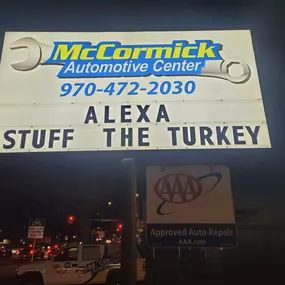 McCormick
Automotive Center
970-472-2030
ALEXA
STUFF THE TURKEY
AAA
Approved Auto Repair
AAA.com